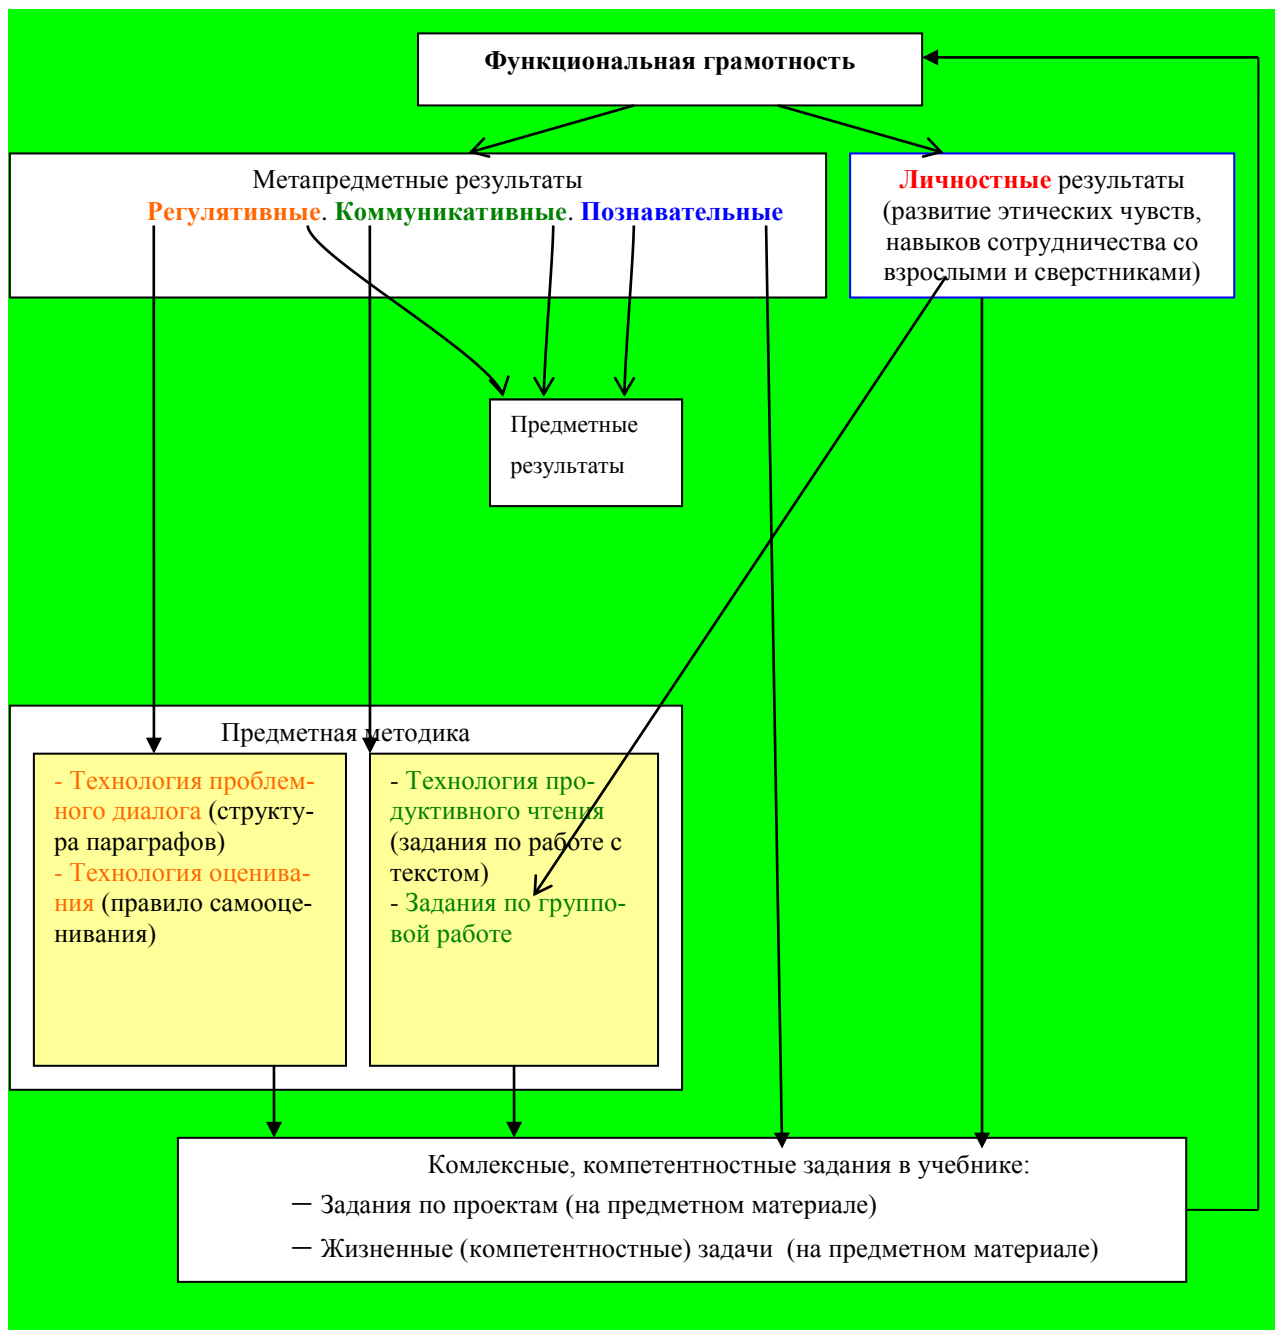 Функциональная грамотность
Метапредметные результаты
Регулятивные. Коммуникативные. Познавательные
Личностные результаты
(развитие этических чувств,
навыков сотрудничества со
взрослыми и сверстниками)
Предметные
результаты
Предметная методика
- Технология проблем-
ного диалога (структу-
ра параграфов)
- Технология оценива-
ния (правило самооце-
нивания)
- Технология про-
дуктивного чтения
(задания по работе с
текстом)
- Задания по группо-
вой работе
Комлексные, компетентностные задания в учебнике:
– Задания по проектам (на предметном материале)
– Жизненные (компетентностные) задачи (на предметном материале)